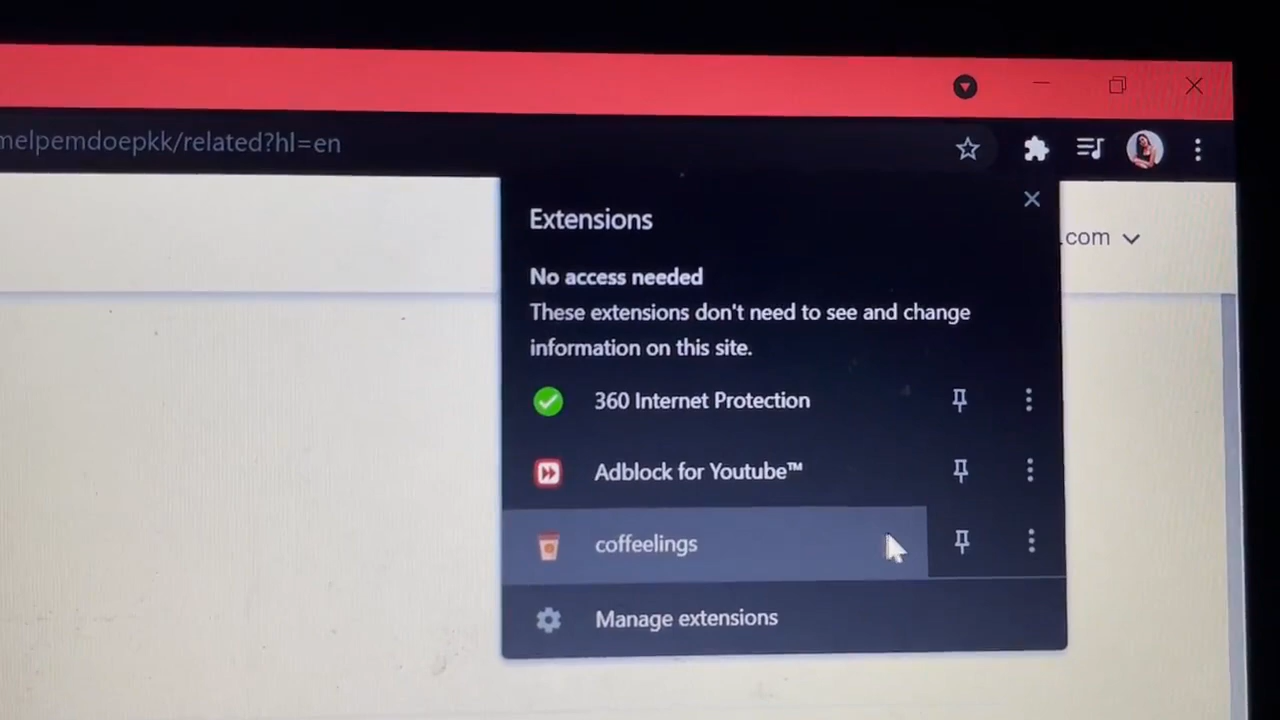 melpemdoepkk/related?hl=en
.com
Extensions
No access needed
These extensions don't need to see and change
information on this site.
360 Internet Protection
Adblock for Youtube™
coffeelings
Manage extensions